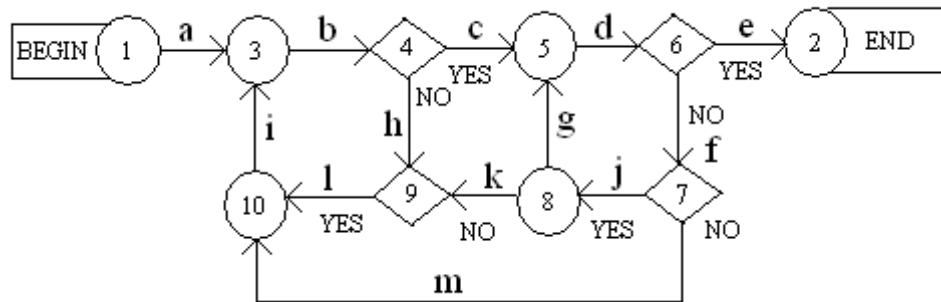 a b c d e
BEGIN 1 3 4 5 6 2 END
YES YES
NO NO
i h g f
l k j
10 9 8 7
YES NO YES NO
m